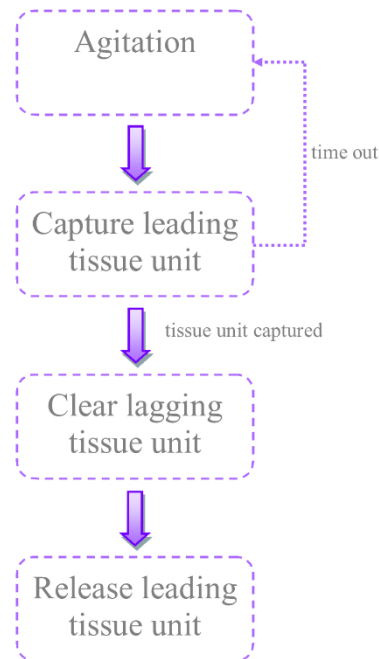 Agitation
time out
Capture leading
tissue unit
tissue unit captured
Clear lagging
tissue unit
Release leading
tissue unit